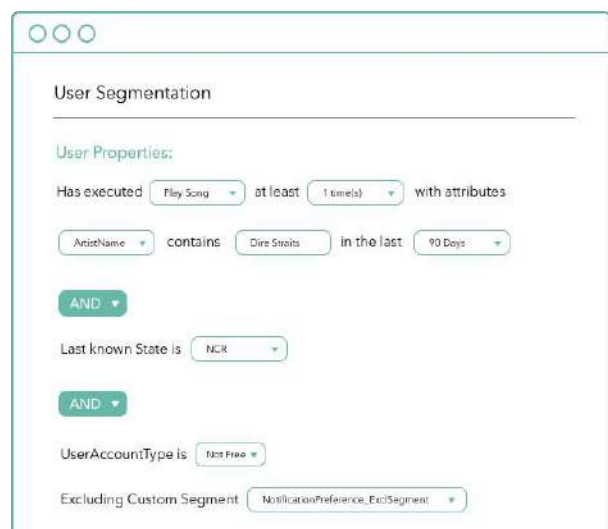 User Segmentation
User Properties:
Has executed Play Song at least 1 time(s) with attributes
ArtistName contains Dire Straits in the last 90 Days
AND
Last known State is NCR
AND
UserAccountType is Not Free
Excluding Custom Segment NotificationPreference_ExclSegment